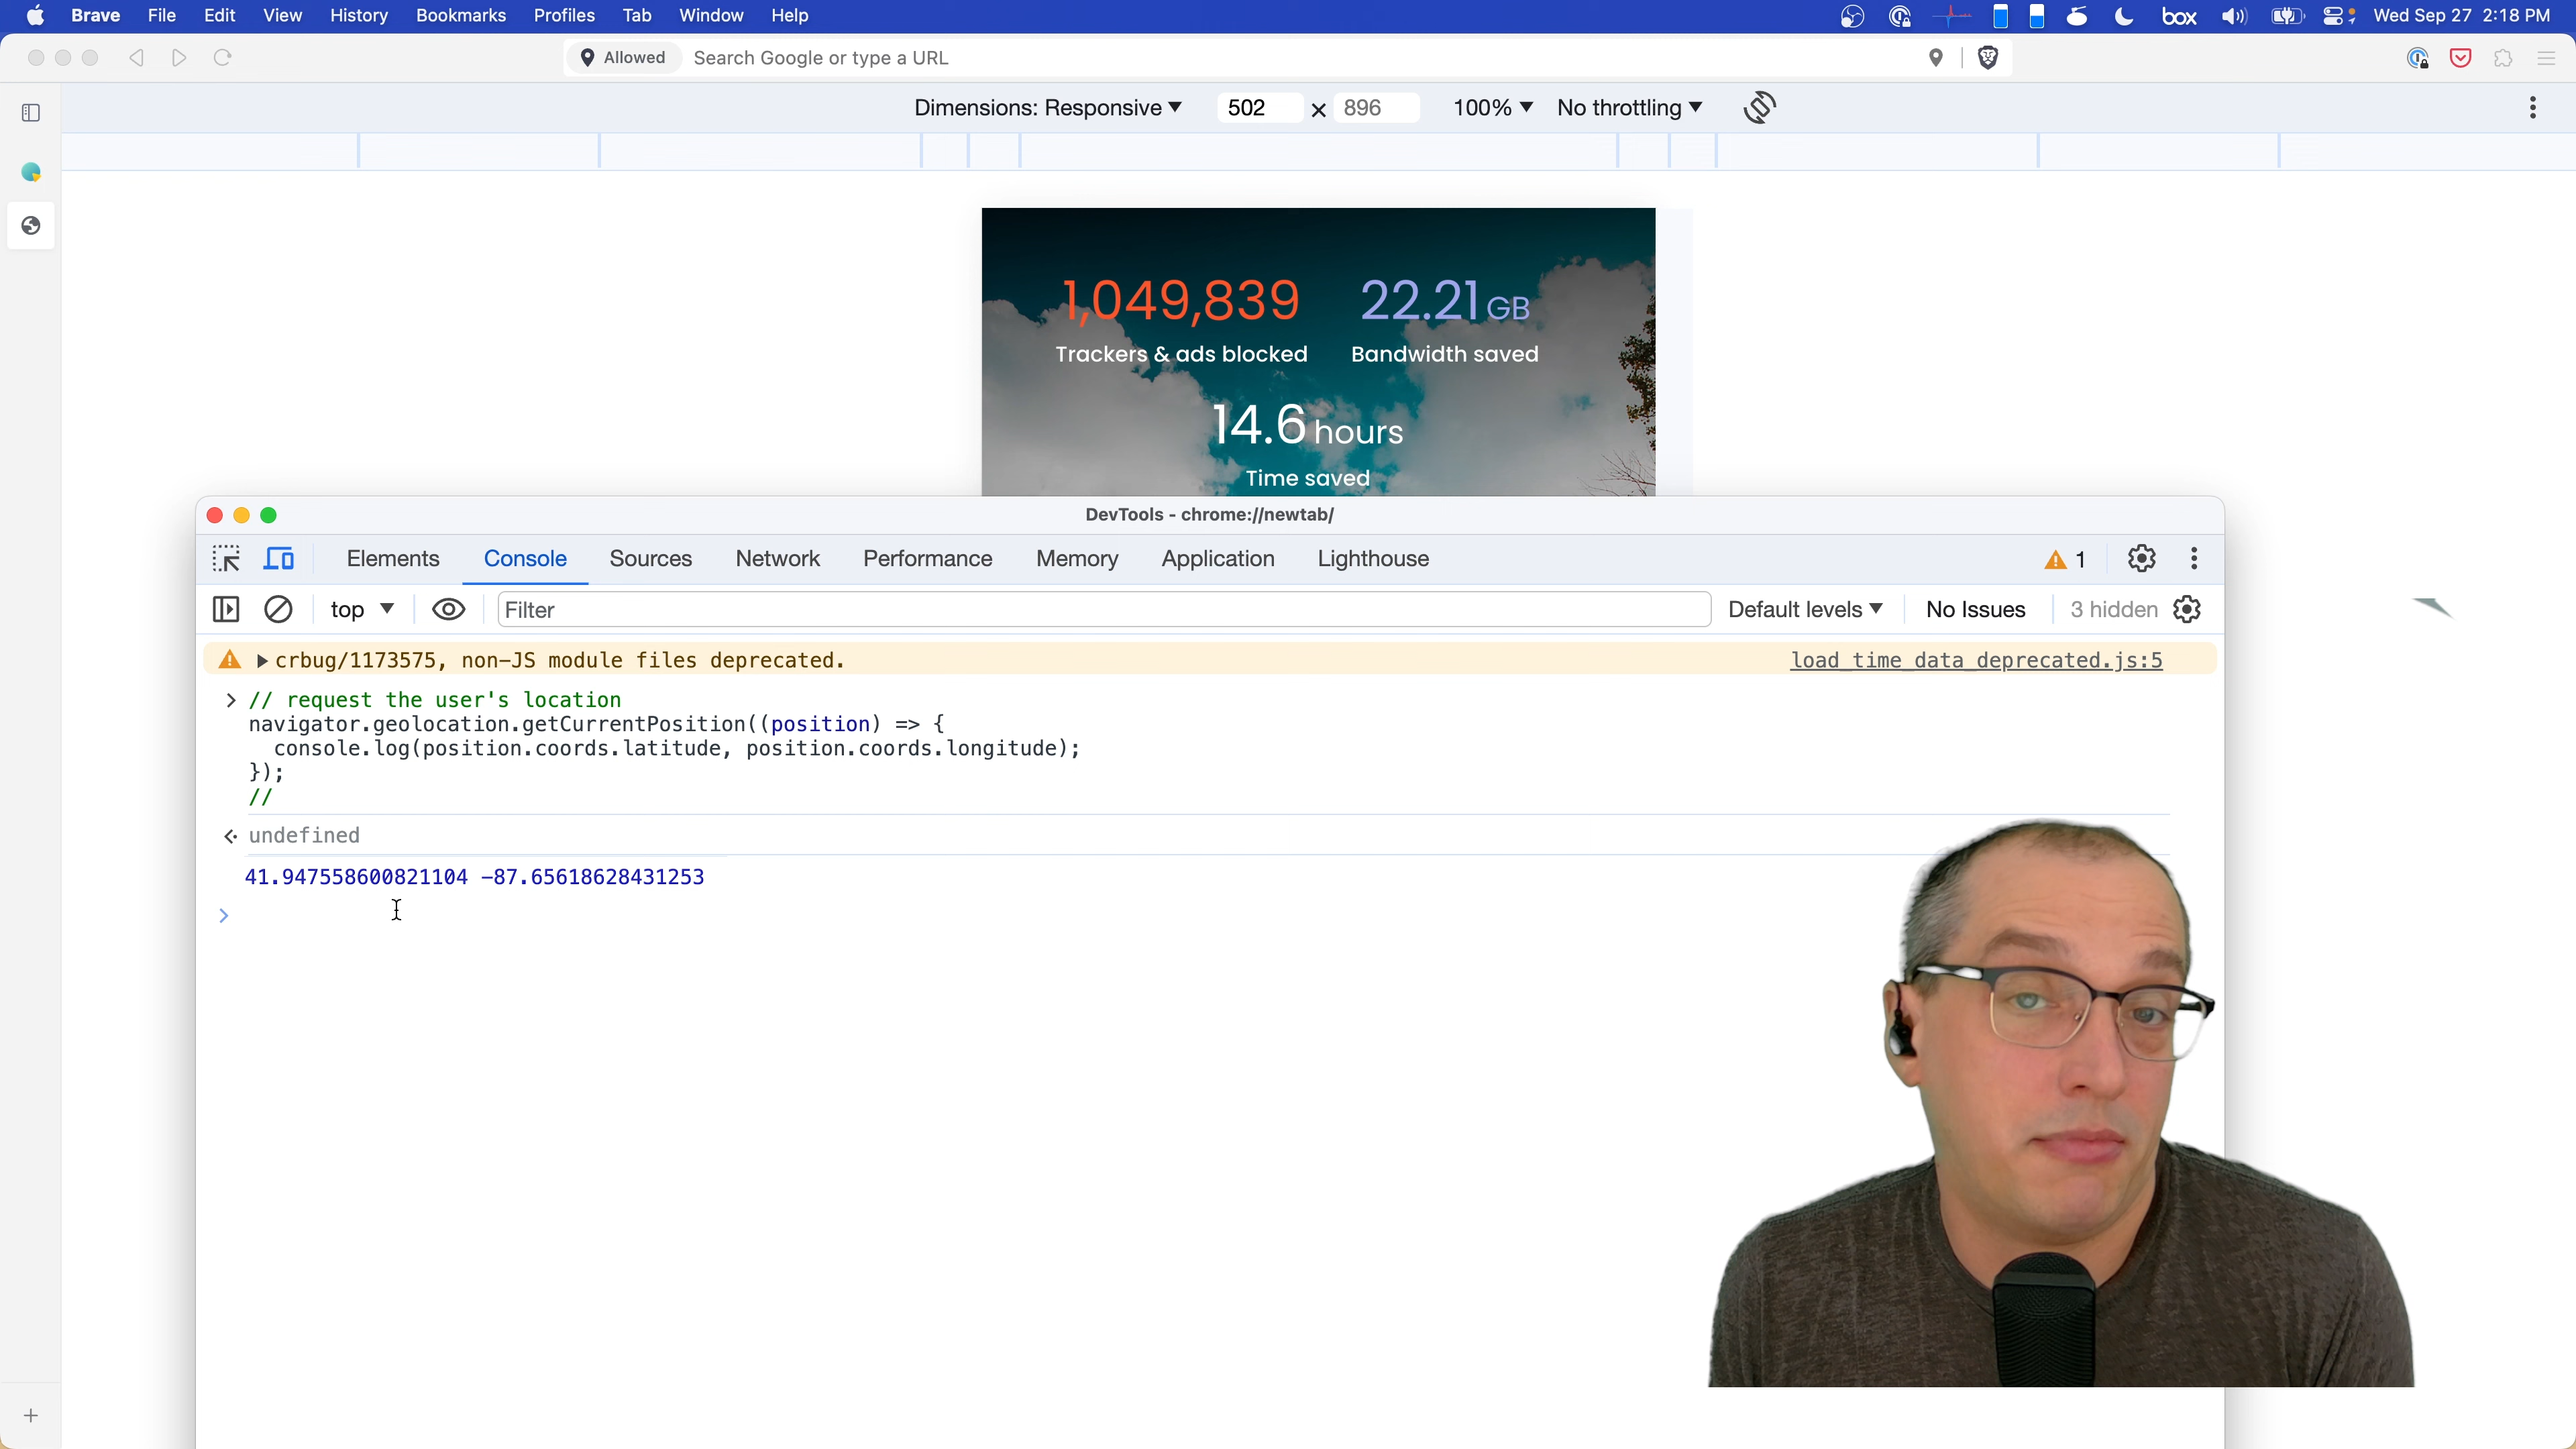 Brave File Edit View History Bookmarks Profiles Tab Window Help box Wed Sep 27 2:18 PM
Allowed Search Google or type a URL
Dimensions: Responsive 502 × 896 100% No throttling
1,049,839 22.21 GB
Trackers & ads blocked Bandwidth saved
14.6 hours
Time saved
DevTools - chrome://newtab/
Elements Console Sources Network Performance Memory Application Lighthouse 1
top Filter Default levels No Issues 3 hidden
crbug/1173575, non-JS module files deprecated. load_time_data_deprecated.js:5
> // request the user's location
navigator.geolocation.getCurrentPosition((position) => {
console.log(position.coords.latitude, position.coords.longitude);
});
//
undefined
41.947558600821104 -87.65618628431253
>